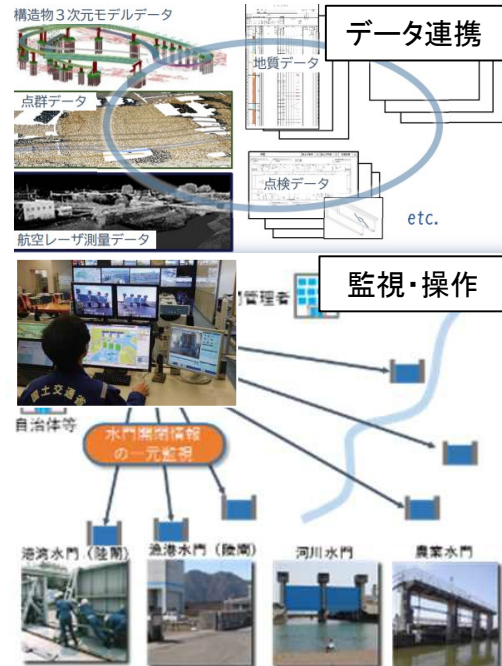 構造物３次元モデルデータ
データ連携
地質データ
点群データ
点検データ
etc.
航空レーザ測量データ
監視・操作
管理者
国土交通省
自治体等
水門開閉情報
の一元監視
港湾水門（陸閘）
漁港水門（陸閘）
河川水門
農業水門